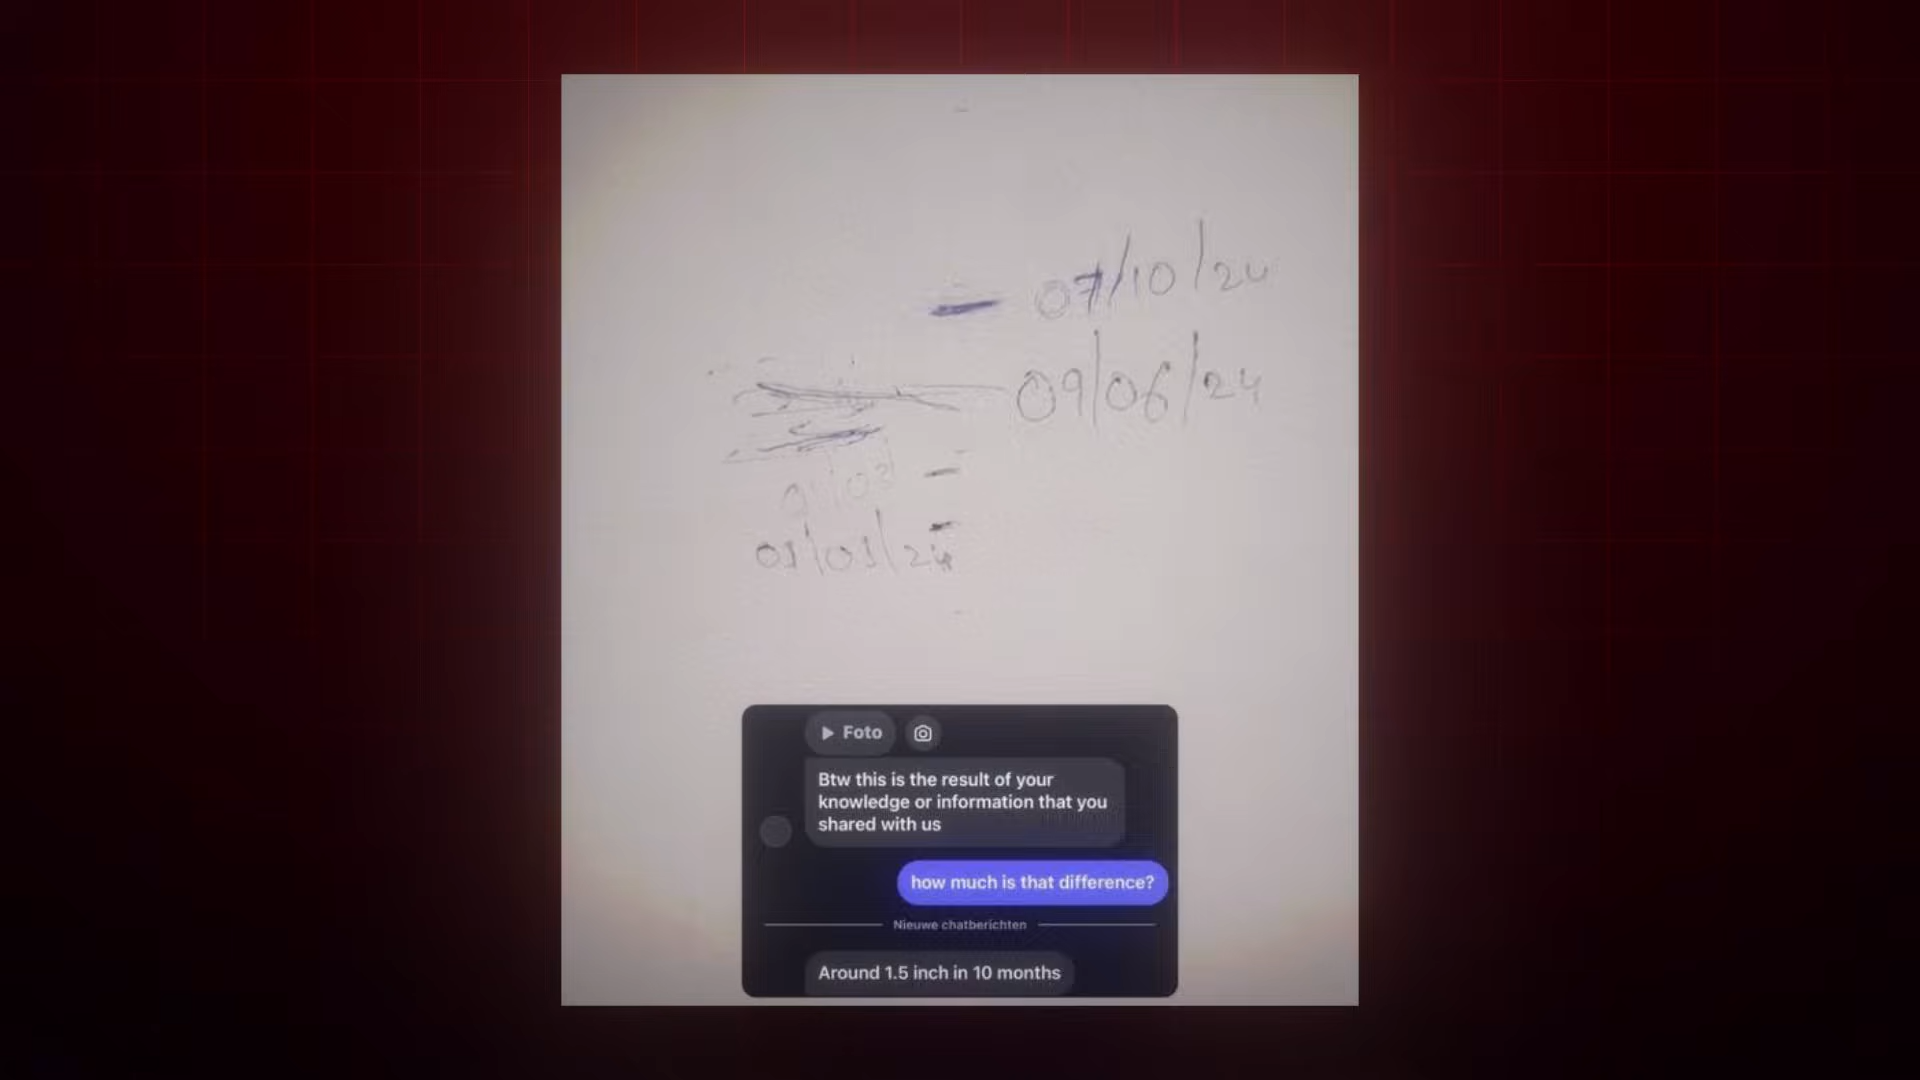 07/10/24
09/06/24
03/03/24
Foto
Btw this is the result of your
knowledge or information that you
shared with us
how much is that difference?
Nieuwe chatberichten
Around 1.5 inch in 10 months